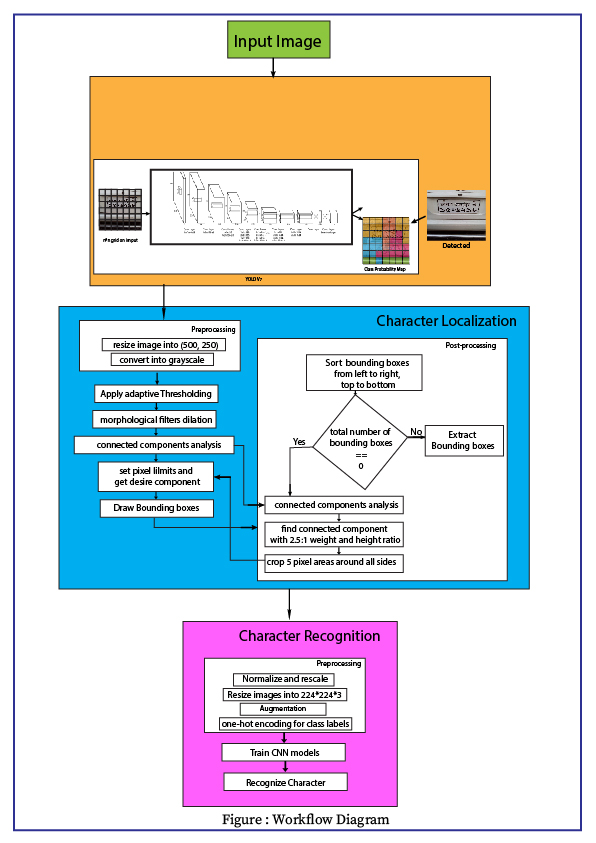 Input Image
n*n grid on input
Class Probability Map
Detected
YOLO V7
Character Localization
Preprocessing
resize image into (500, 250)
convert into grayscale
Apply adaptive Thresholding
morphological filters dilation
connected components analysis
set pixel lilmits and
get desire component
Draw Bounding boxes
Post-processing
Sort bounding boxes
from left to right,
top to bottom
total number of
bounding boxes
==
0
Yes
No
Extract
Bounding boxes
connected components analysis
find connected component
with 2.5:1 weight and height ratio
crop 5 pixel areas around all sides
Character Recognition
Preprocessing
Normalize and rescale
Resize images into 224*224*3
Augmentation
one-hot encoding for class labels
Train CNN models
Recognize Character
Figure : Workflow Diagram